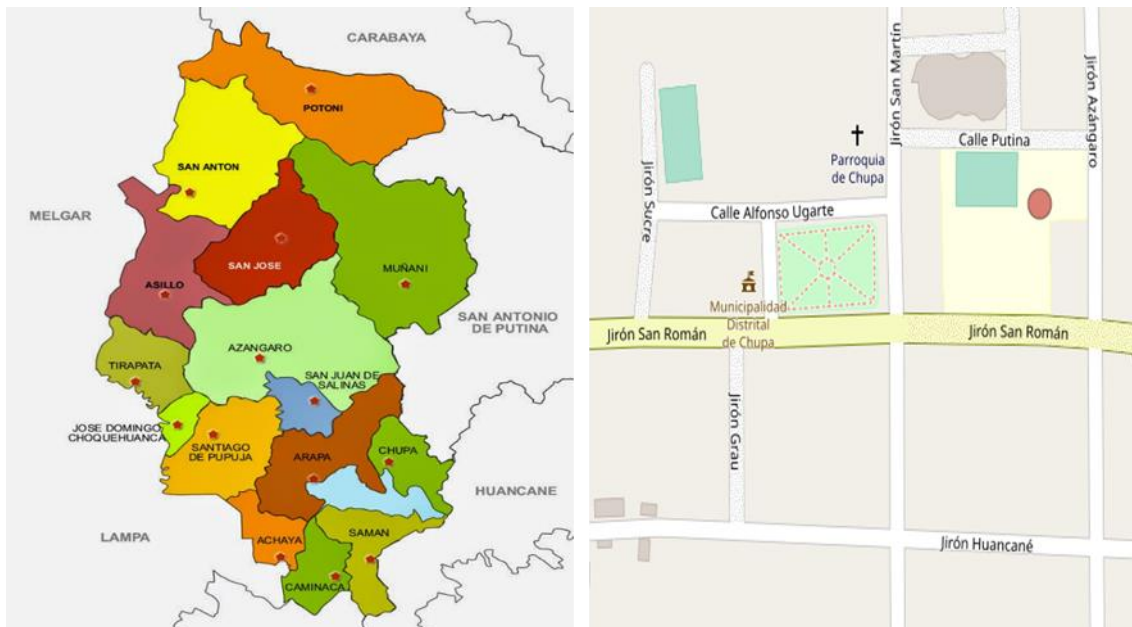 CARABAYA
POTONI
SAN ANTON
MELGAR
SAN JOSE
MUÑANI
ASILLO
SAN ANTONIO
DE PUTINA
AZANGARO
TIRAPATA
SAN JUAN DE
SALINAS
JOSE DOMINGO
CHOQUEHUANCA
SANTIAGO
DE PUPUJA
ARAPA
CHUPA
HUANCANE
LAMPA
ACHAYA
SAMAN
CAMINACA
Jirón San Martín
Jirón Azángaro
Calle Putina
Parroquia
de Chupa
Jirón Sucre
Calle Alfonso Ugarte
Municipalidad
Distrital
de Chupa
Jirón San Román
Jirón San Román
Jirón Grau
Jirón Huancané